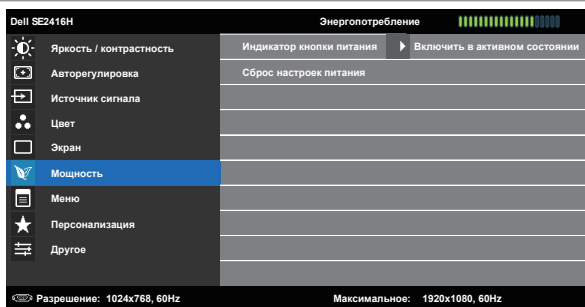 Dell SE2416H Энергопотребление
Яркость / контрастность Индикатор кнопки питания Включить в активном состоянии
Авторегулировка Сброс настроек питания
Источник сигнала
Цвет
Экран
Мощность
Меню
Персонализация
Другое
Разрешение: 1024x768, 60Hz Максимальное: 1920x1080, 60Hz